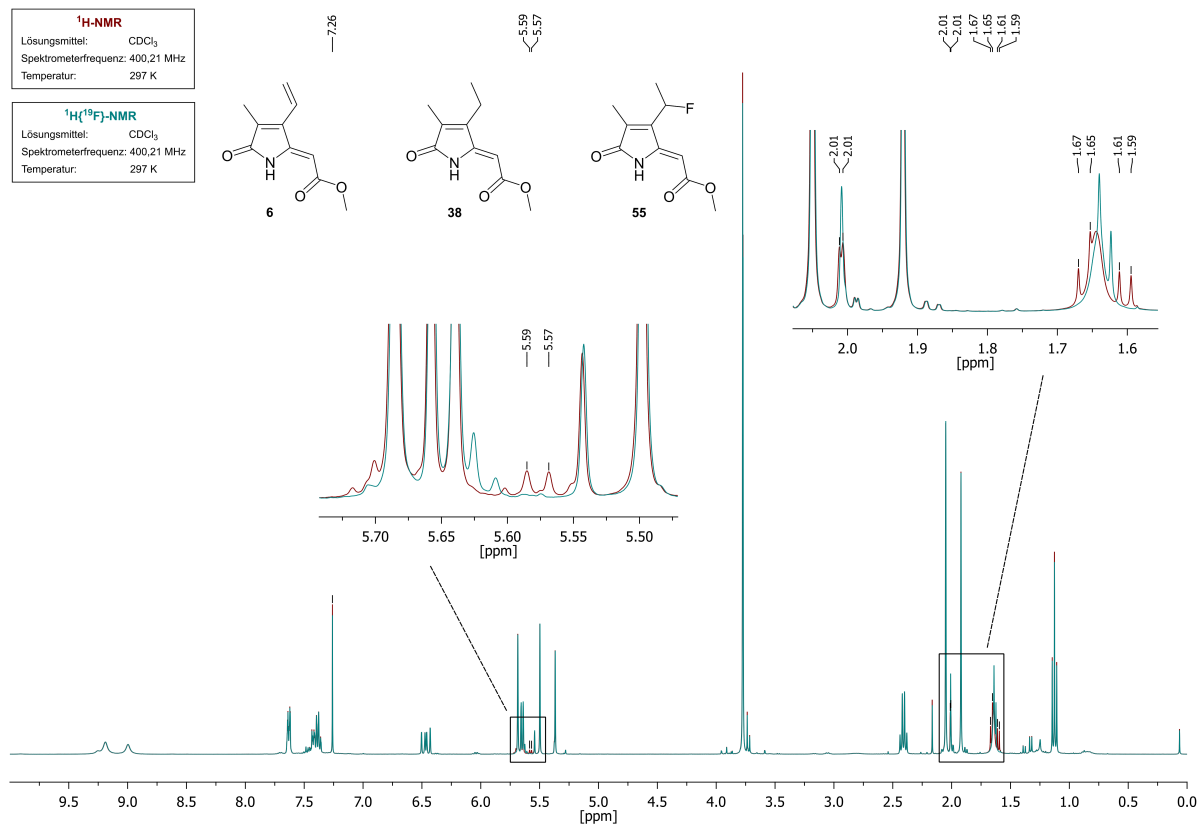 ¹H-NMR
Lösungsmittel: CDCl₃
Spektrometerfrequenz: 400,21 MHz
Temperatur: 297 K
¹H{¹⁹F}-NMR
Lösungsmittel: CDCl₃
Spektrometerfrequenz: 400,21 MHz
Temperatur: 297 K
7.26
5.59
5.57
2.01
2.01
1.67
1.65
1.61
1.59
O
NH
O
O
6
O
NH
O
O
38
F
O
NH
O
O
55
2.01
2.01
1.67
1.65
1.61
1.59
2.0 1.9 1.8 1.7 1.6
[ppm]
5.59
5.57
5.70 5.65 5.60 5.55 5.50
[ppm]
9.5 9.0 8.5 8.0 7.5 7.0 6.5 6.0 5.5 5.0 4.5 4.0 3.5 3.0 2.5 2.0 1.5 1.0 0.5 0.0
[ppm]